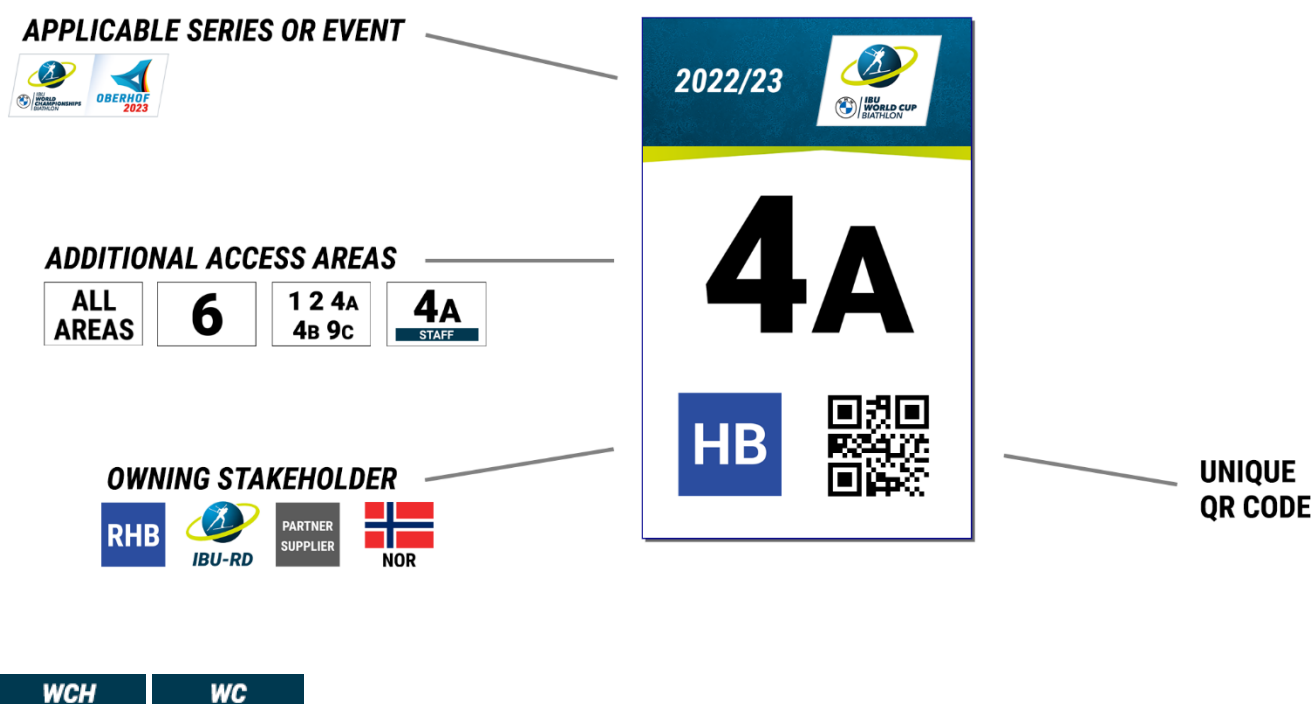 APPLICABLE SERIES OR EVENT
IBU
WORLD
CHAMPIONSHIPS
BIATHLON
OBERHOF
2023
2022/23
IBU
WORLD CUP
BIATHLON
4A
ADDITIONAL ACCESS AREAS
ALL
AREAS
6
1 2 4A
4B 9C
4A
STAFF
HB
OWNING STAKEHOLDER
RHB
IBU-RD
PARTNER
SUPPLIER
NOR
UNIQUE
QR CODE
WCH
WC